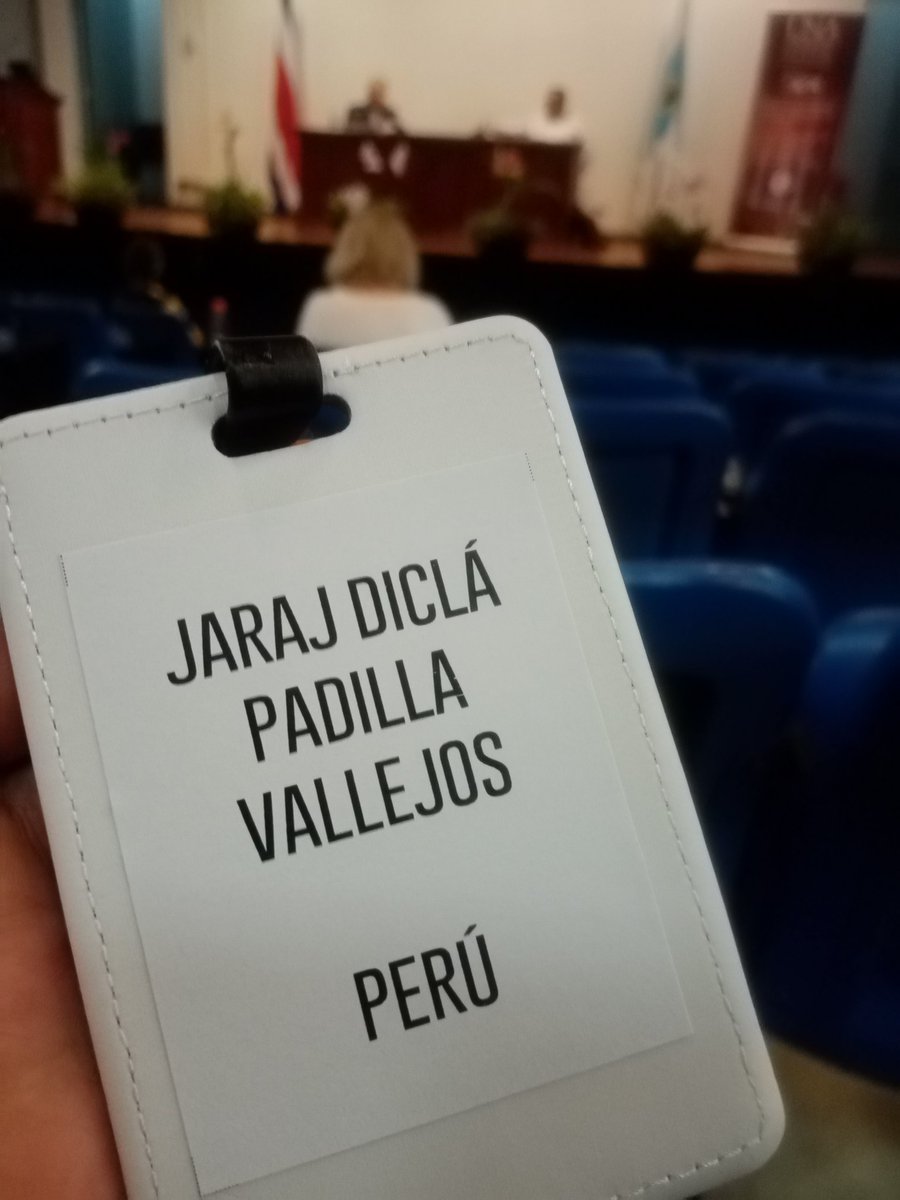 JARAJ DICLÁ
PADILLA
VALLEJOS
PERÚ